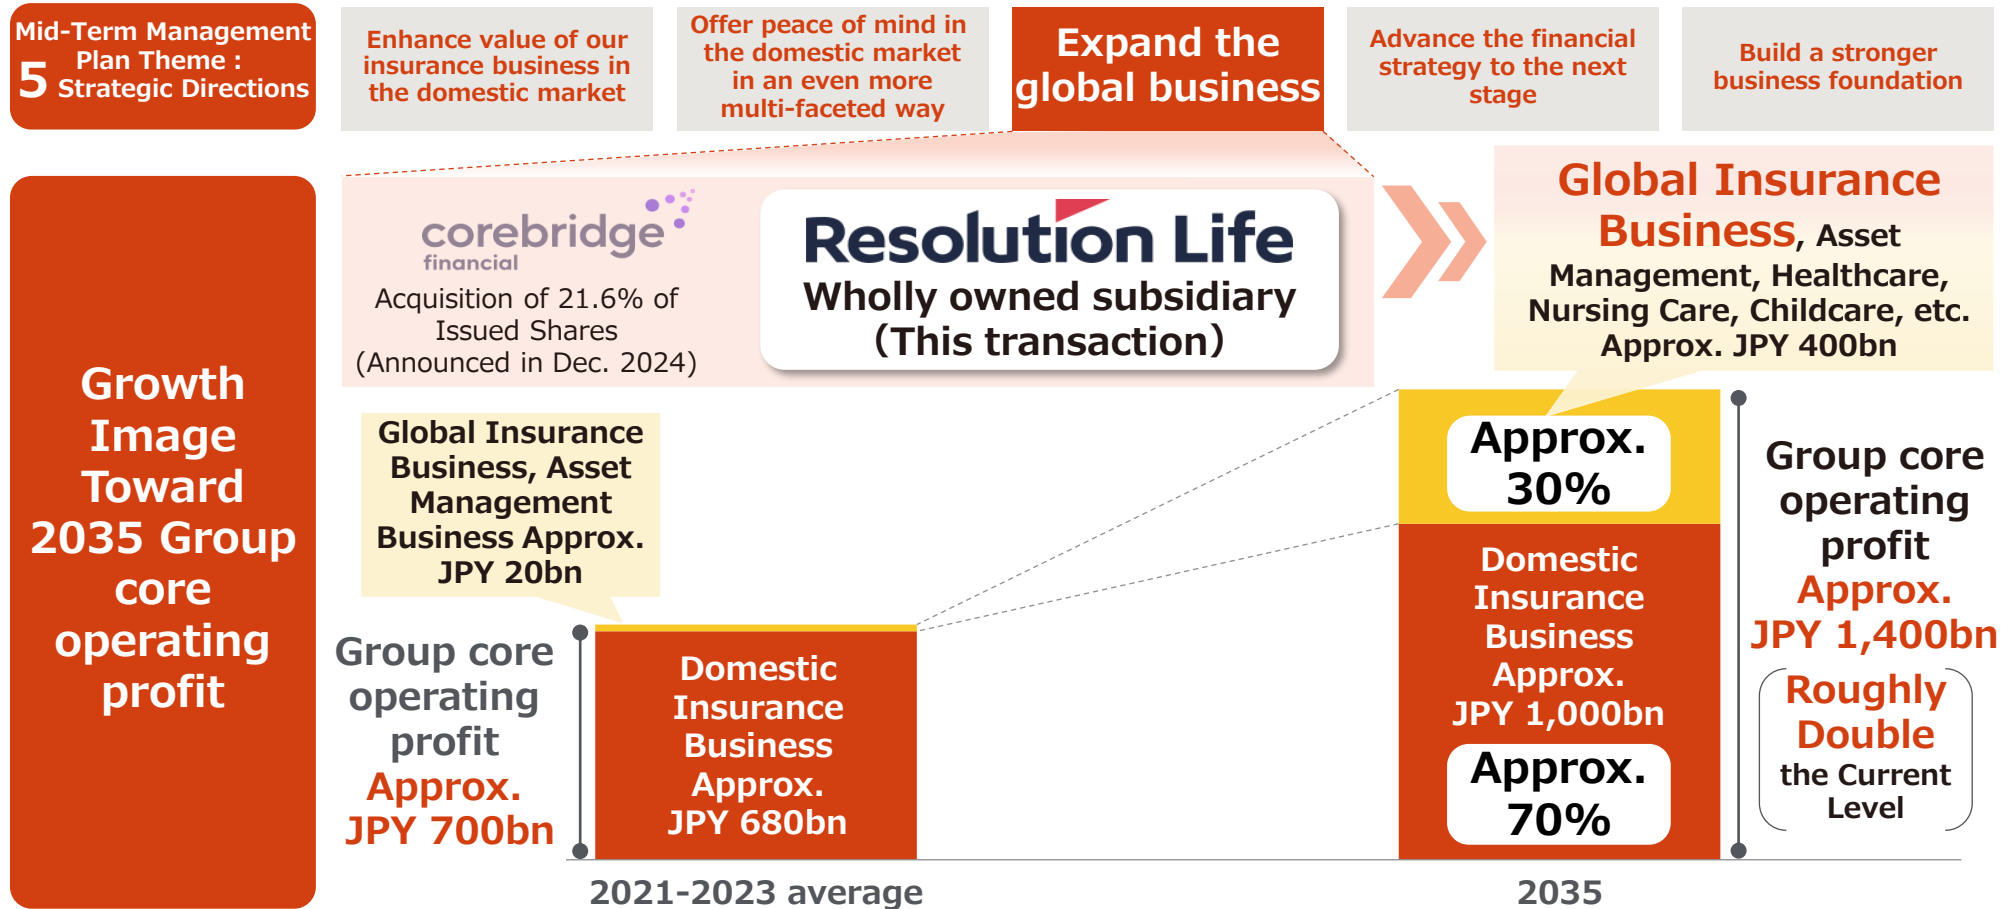 Mid-Term Management
Plan Theme :
5 Strategic Directions
Enhance value of our
insurance business in
the domestic market
Offer peace of mind in
the domestic market
in an even more
multi-faceted way
Expand the
global business
Advance the financial
strategy to the next
stage
Build a stronger
business foundation
Growth
Image
Toward
2035 Group
core
operating
profit
corebridge
financial
Acquisition of 21.6% of
Issued Shares
(Announced in Dec. 2024)
Resolution Life
Wholly owned subsidiary
(This transaction)
Global Insurance
Business, Asset
Management, Healthcare,
Nursing Care, Childcare, etc.
Approx. JPY 400bn
Global Insurance
Business, Asset
Management
Business Approx.
JPY 20bn
Group core
operating
profit
Approx.
JPY 700bn
Domestic
Insurance
Business
Approx.
JPY 680bn
2021-2023 average
Approx.
30%
Domestic
Insurance
Business
Approx.
JPY 1,000bn
Approx.
70%
2035
Group core
operating
profit
Approx.
JPY 1,400bn
Roughly
Double
the Current
Level